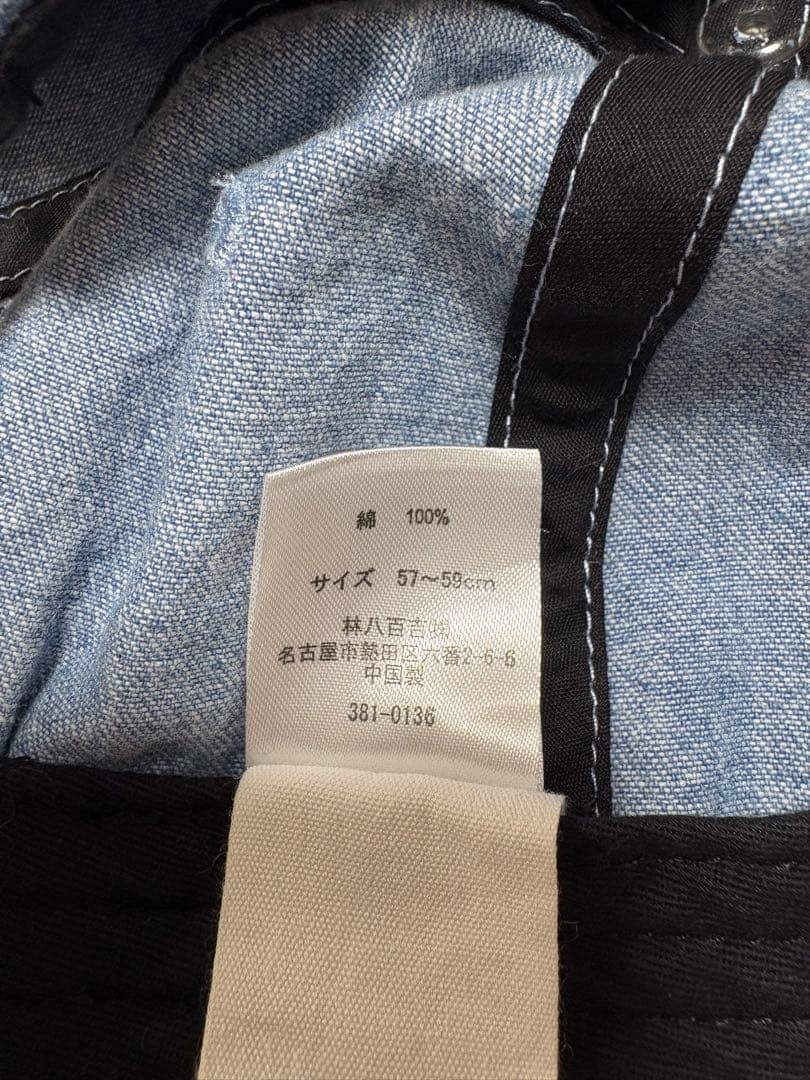 綿 100%
サイズ 57～59cm
林八百吉㈱
名古屋市熱田区六番2-6-6
中国製
381-0136